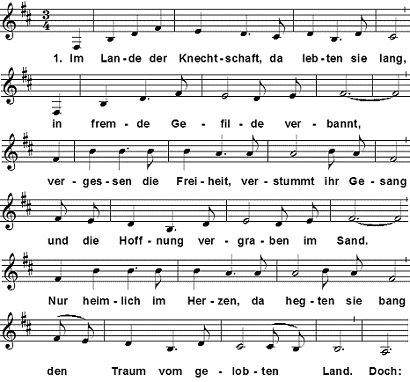 1. Im Lan - de der Knecht - schaft, da leb - ten sie lang,
in frem - de Ge - fil - de ver - bannt,
ver - ges - sen die Frei - heit, ver - stummt ihr Ge - sang
und die Hoff - nung ver - gra - ben im Sand.
Nur heim - lich im Her - zen, da heg - ten sie bang
den Traum vom ge - lob - ten Land. Doch: